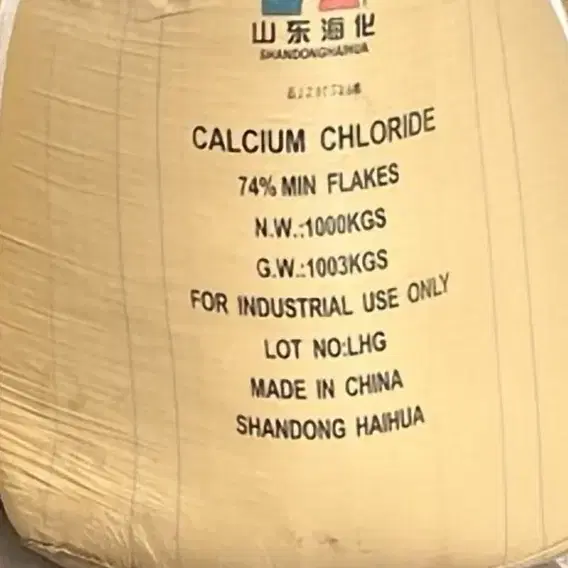 山东海化
SHANDONGHAIHUA
CALCIUM CHLORIDE
74% MIN FLAKES
N.W.:1000KGS
G.W.:1003KGS
FOR INDUSTRIAL USE ONLY
LOT NO:LHG
MADE IN CHINA
SHANDONG HAIHUA